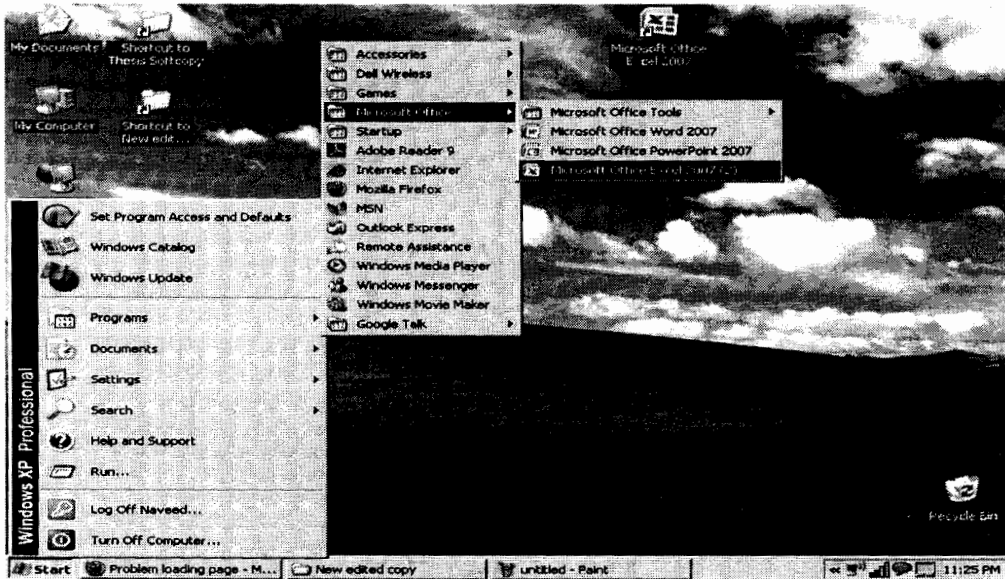 My Documents
Shortcut to
Thesis Softcopy
Microsoft Office
Excel 2007
My Computer
Shortcut to
New edit...
Accessories
Dell Wireless
Games
Microsoft Office
Startup
Adobe Reader 9
Internet Explorer
Mozilla Firefox
MSN
Outlook Express
Remote Assistance
Windows Media Player
Windows Messenger
Windows Movie Maker
Google Talk
Microsoft Office Tools
Microsoft Office Word 2007
Microsoft Office PowerPoint 2007
Microsoft Office Excel 2007 (2)
Set Program Access and Defaults
Windows Catalog
Windows Update
Programs
Documents
Settings
Search
Help and Support
Run...
Log Off Naveed...
Turn Off Computer...
Windows XP Professional
Recycle Bin
Start
Problem loading page - M...
New edited copy
untitled - Paint
11:25 PM